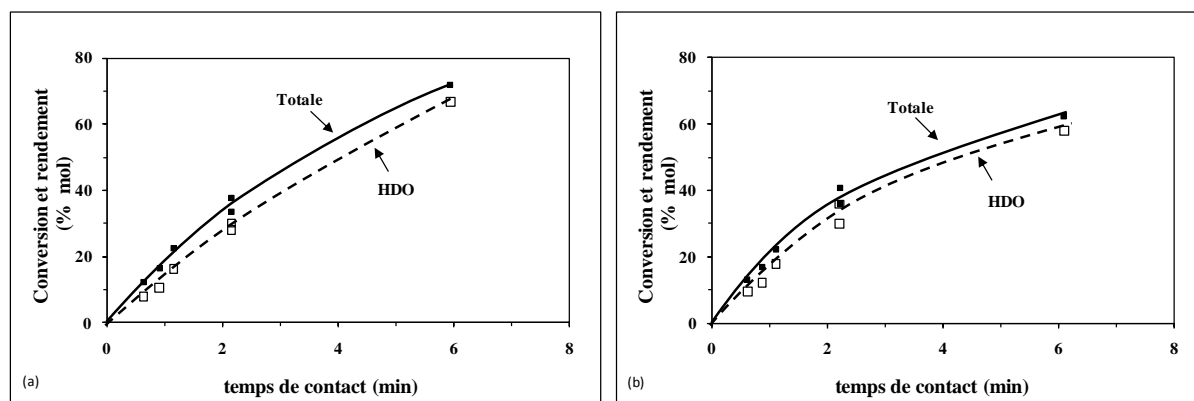 Conversion et rendement
(% mol)
80
60
40
20
0
0 2 4 6 8
Totale
HDO
temps de contact (min)
(a)
Conversion et rendement
(% mol)
80
60
40
20
0
0 2 4 6 8
Totale
HDO
temps de contact (min)
(b)